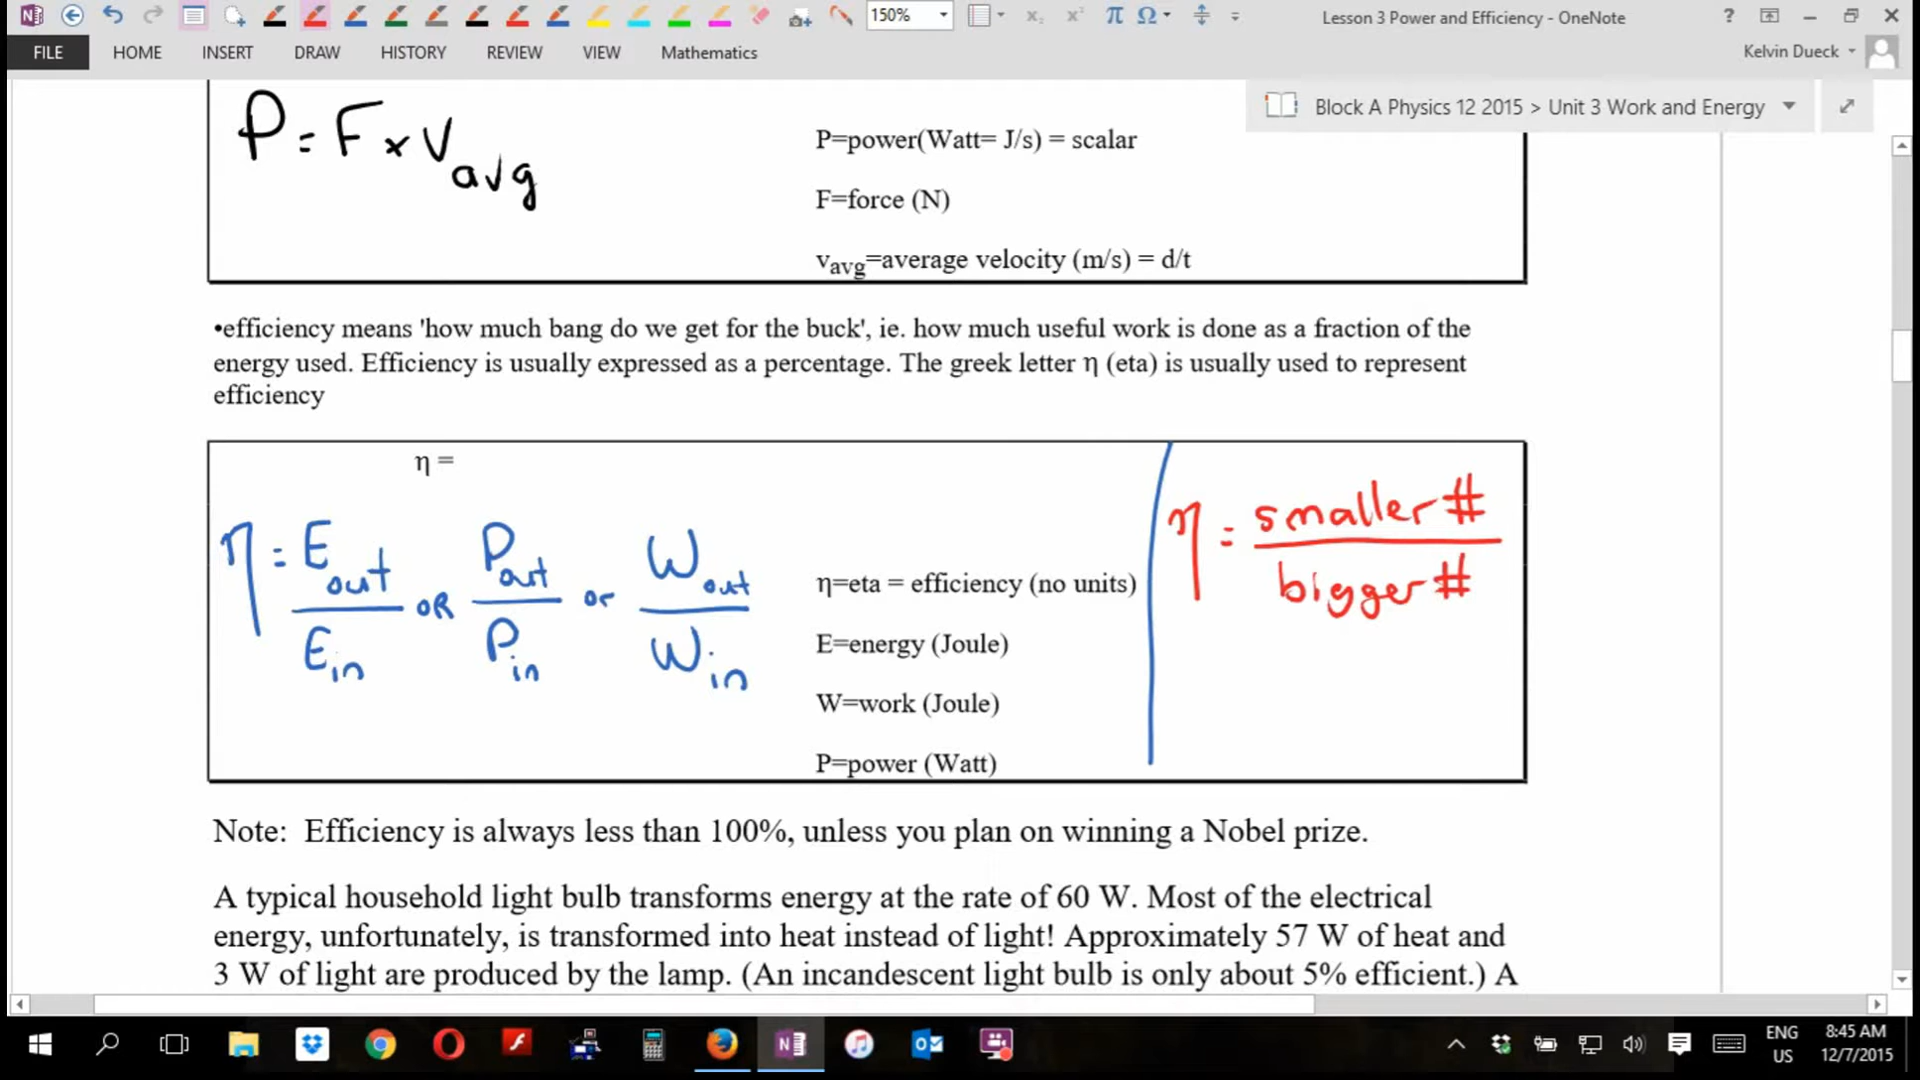 150%
Lesson 3 Power and Efficiency - OneNote
FILE HOME INSERT DRAW HISTORY REVIEW VIEW Mathematics
Kelvin Dueck
Block A Physics 12 2015 > Unit 3 Work and Energy
P = F x v avg
P=power(Watt= J/s) = scalar
F=force (N)
vavg=average velocity (m/s) = d/t
•efficiency means 'how much bang do we get for the buck', ie. how much useful work is done as a fraction of the
energy used. Efficiency is usually expressed as a percentage. The greek letter η (eta) is usually used to represent
efficiency
η =
η = E out / E in OR P out / P in or W out / W in
η=eta = efficiency (no units)
E=energy (Joule)
W=work (Joule)
P=power (Watt)
η = smaller # / bigger #
Note: Efficiency is always less than 100%, unless you plan on winning a Nobel prize.
A typical household light bulb transforms energy at the rate of 60 W. Most of the electrical
energy, unfortunately, is transformed into heat instead of light! Approximately 57 W of heat and
3 W of light are produced by the lamp. (An incandescent light bulb is only about 5% efficient.) A
ENG
US
8:45 AM
12/7/2015